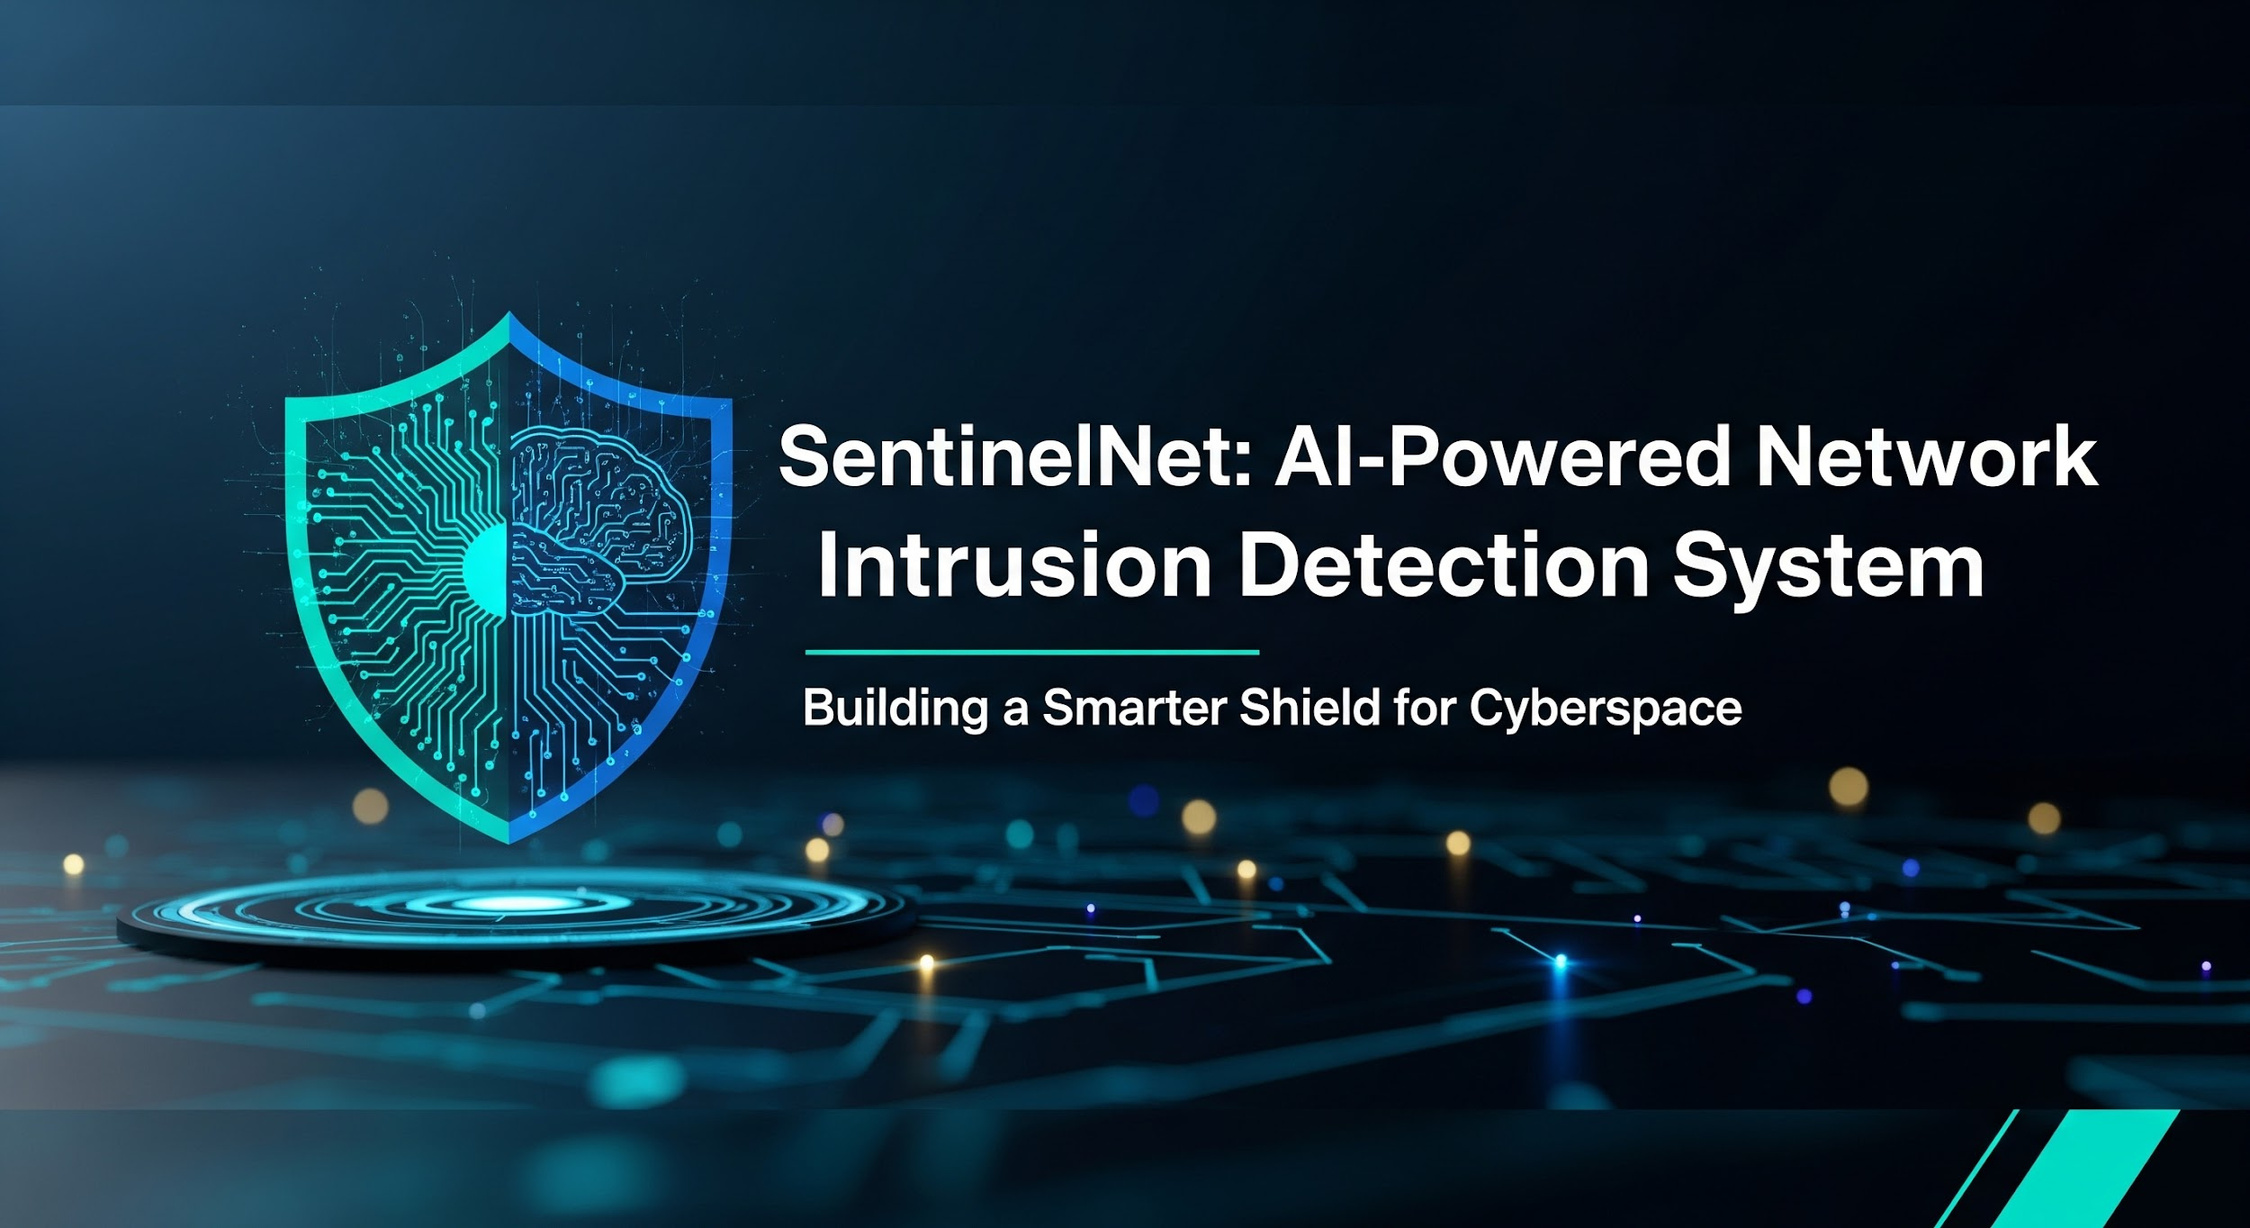 SentinelNet: AI-Powered Network
Intrusion Detection System
Building a Smarter Shield for Cyberspace